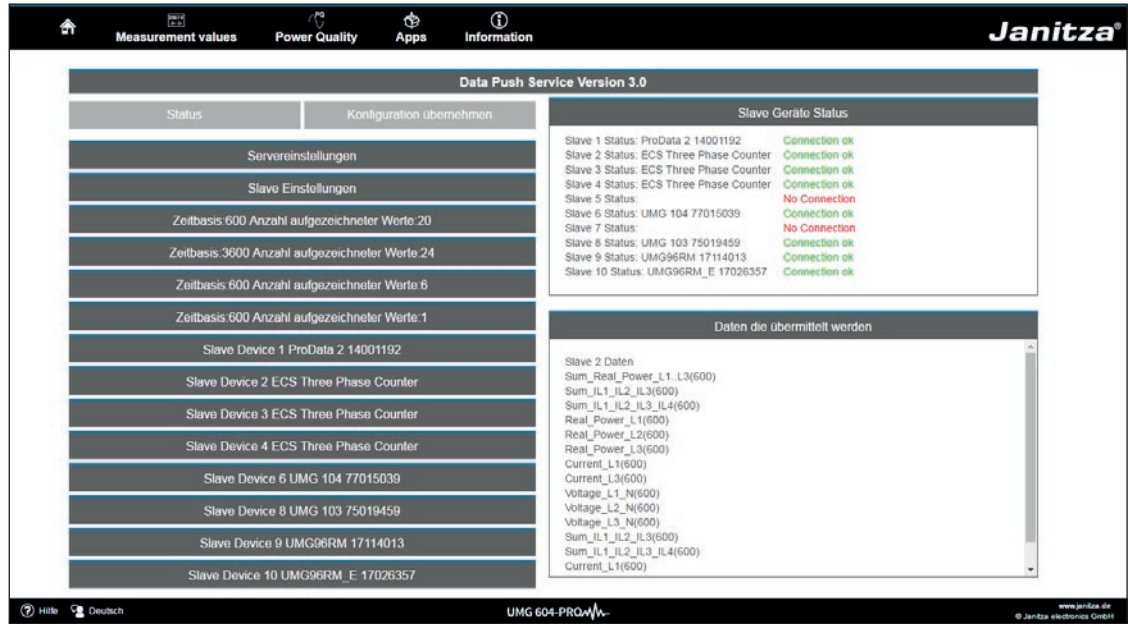 Measurement values
Power Quality
Apps
Information
Janitza®
Data Push Service Version 3.0
Status
Konfiguration übernehmen
Servereinstellungen
Slave Einstellungen
Zeitbasis:600 Anzahl aufgezeichneter Werte:20
Zeitbasis:3600 Anzahl aufgezeichneter Werte:24
Zeitbasis:600 Anzahl aufgezeichneter Werte:6
Zeitbasis:600 Anzahl aufgezeichneter Werte:1
Slave Device 1 ProData 2 14001192
Slave Device 2 ECS Three Phase Counter
Slave Device 3 ECS Three Phase Counter
Slave Device 4 ECS Three Phase Counter
Slave Device 6 UMG 104 77015039
Slave Device 8 UMG 103 75019459
Slave Device 9 UMG96RM 17114013
Slave Device 10 UMG96RM_E 17026357
Slave Geräte Status
Slave 1 Status: ProData 2 14001192 Connection ok
Slave 2 Status: ECS Three Phase Counter Connection ok
Slave 3 Status: ECS Three Phase Counter Connection ok
Slave 4 Status: ECS Three Phase Counter Connection ok
Slave 5 Status: No Connection
Slave 6 Status: UMG 104 77015039 Connection ok
Slave 7 Status: No Connection
Slave 8 Status: UMG 103 75019459 Connection ok
Slave 9 Status: UMG96RM 17114013 Connection ok
Slave 10 Status: UMG96RM_E 17026357 Connection ok
Daten die übermittelt werden
Slave 2 Daten
Sum_Real_Power_L1..L3(600)
Sum_IL1_IL2_IL3(600)
Sum_IL1_IL2_IL3_IL4(600)
Real_Power_L1(600)
Real_Power_L2(600)
Real_Power_L3(600)
Current_L1(600)
Current_L3(600)
Voltage_L1_N(600)
Voltage_L2_N(600)
Voltage_L3_N(600)
Sum_IL1_IL2_IL3(600)
Sum_IL1_IL2_IL3_IL4(600)
Current_L1(600)
Hilfe
Deutsch
UMG 604-PRO
www.janitza.de
© Janitza electronics GmbH